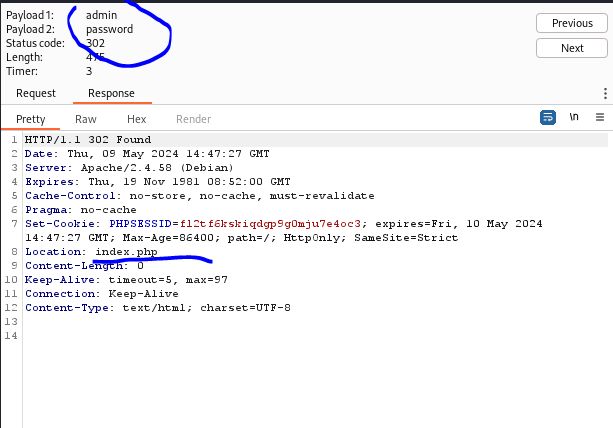 Payload 1: admin
Payload 2: password
Status code: 302
Length: 475
Timer: 3
Previous
Next
Request Response
Pretty Raw Hex Render \n
1 HTTP/1.1 302 Found
2 Date: Thu, 09 May 2024 14:47:27 GMT
3 Server: Apache/2.4.58 (Debian)
4 Expires: Thu, 19 Nov 1981 08:52:00 GMT
5 Cache-Control: no-store, no-cache, must-revalidate
6 Pragma: no-cache
7 Set-Cookie: PHPSESSID=fl2tf6kskiqdgp9g0mju7e4oc3; expires=Fri, 10 May 2024
14:47:27 GMT; Max-Age=86400; path=/; HttpOnly; SameSite=Strict
8 Location: index.php
9 Content-Length: 0
10 Keep-Alive: timeout=5, max=97
11 Connection: Keep-Alive
12 Content-Type: text/html; charset=UTF-8
13
14